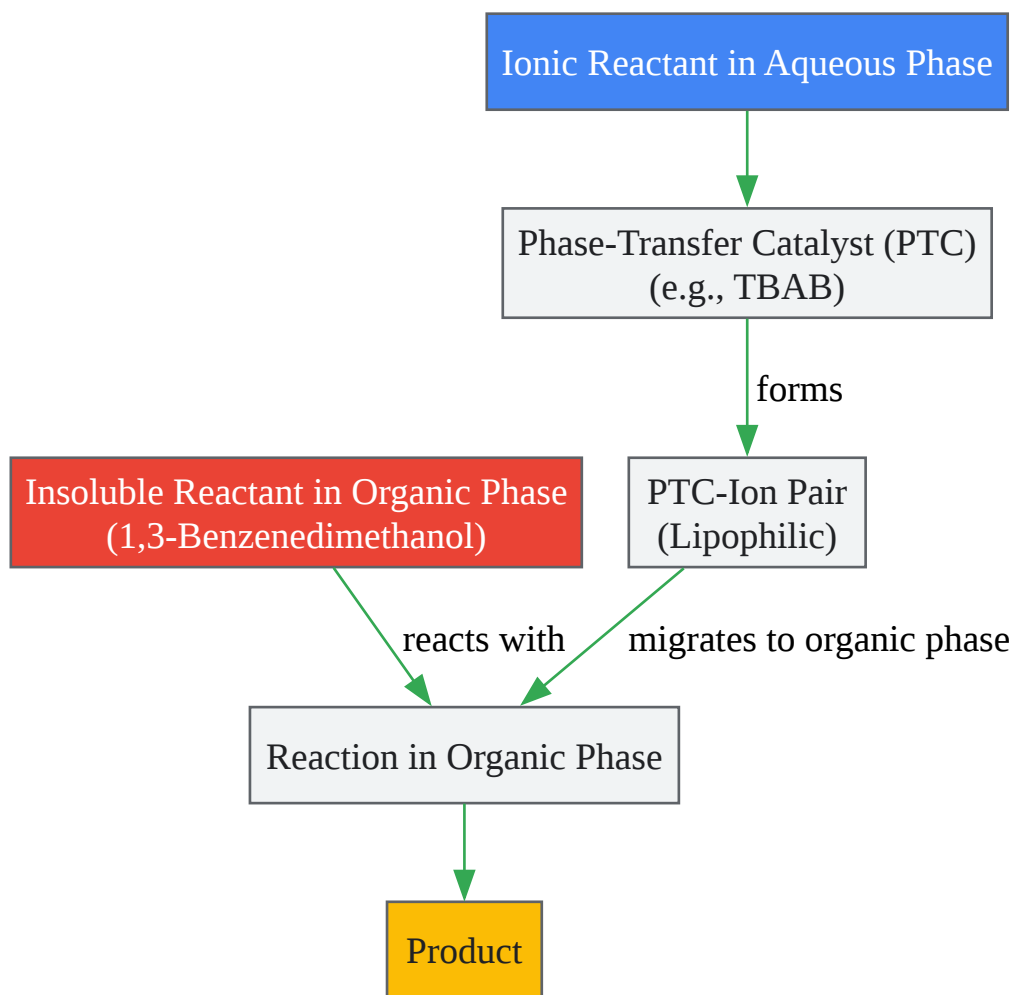 Ionic Reactant in Aqueous Phase
Phase-Transfer Catalyst (PTC)
(e.g., TBAB)
forms
Insoluble Reactant in Organic Phase
(1,3-Benzenedimethanol)
PTC-Ion Pair
(Lipophilic)
reacts with
migrates to organic phase
Reaction in Organic Phase
Product